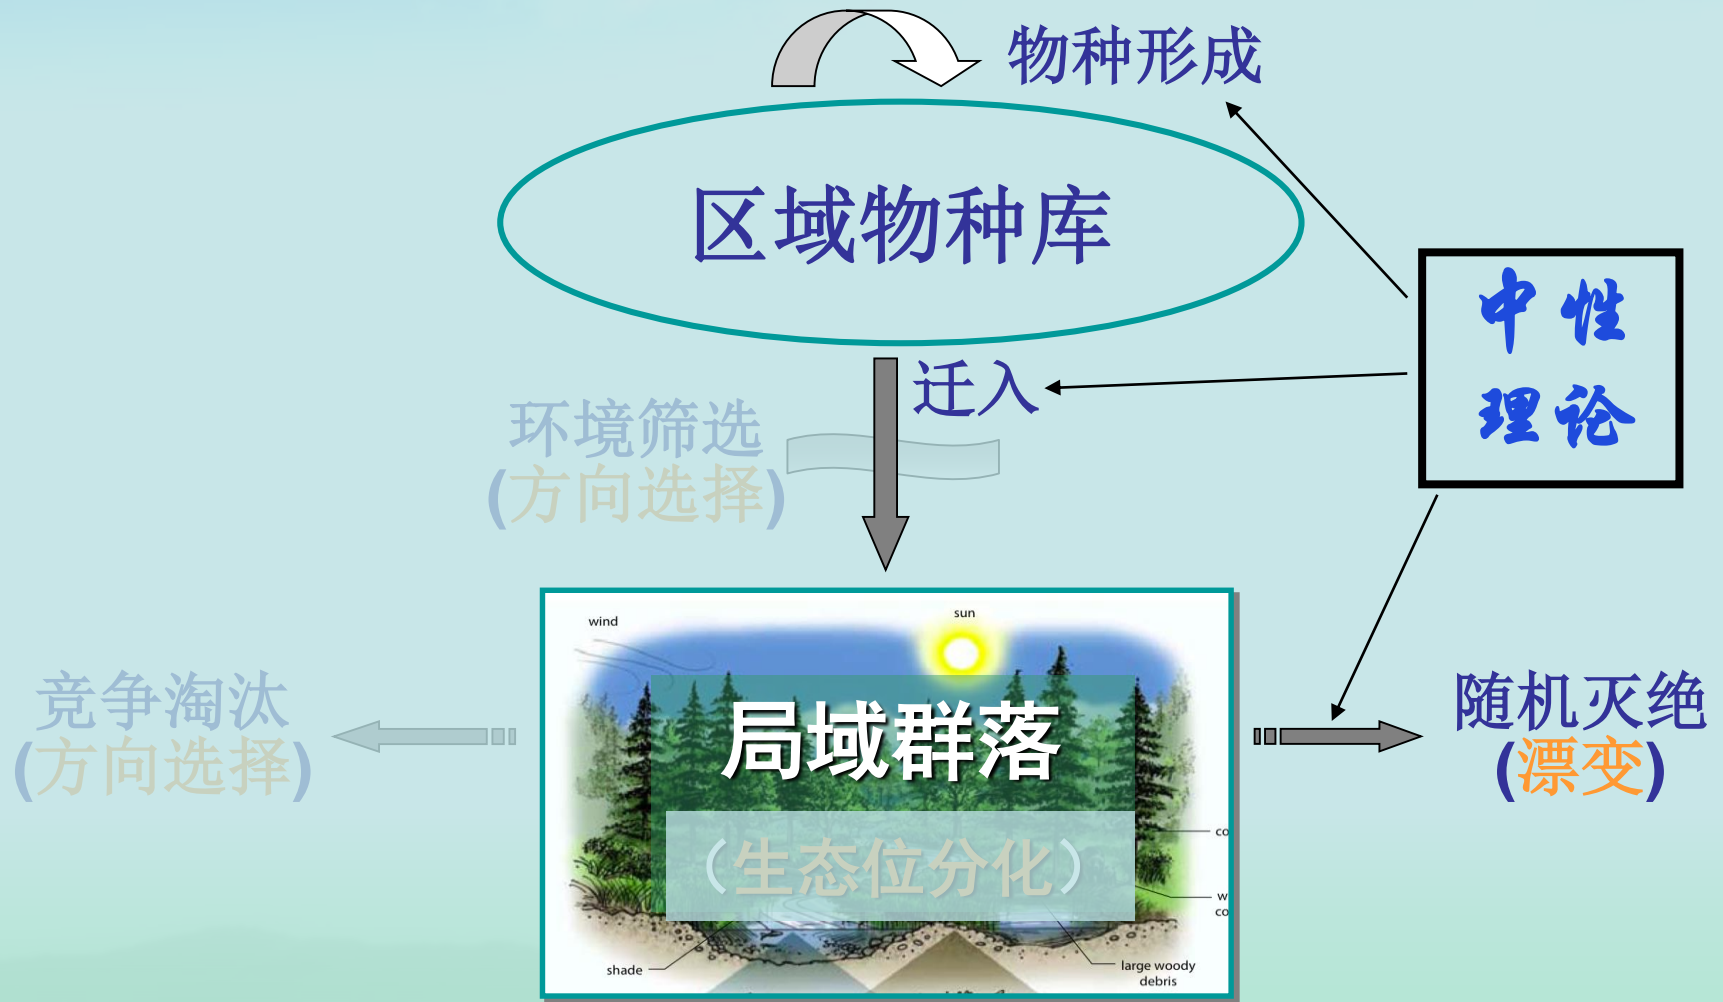 物种形成
区域物种库
中性
理论
迁入
环境筛选
(方向选择)
wind
sun
竞争淘汰
(方向选择)
局域群落
随机灭绝
(漂变)
(生态位分化)
co
w
co
shade
large woody
debris